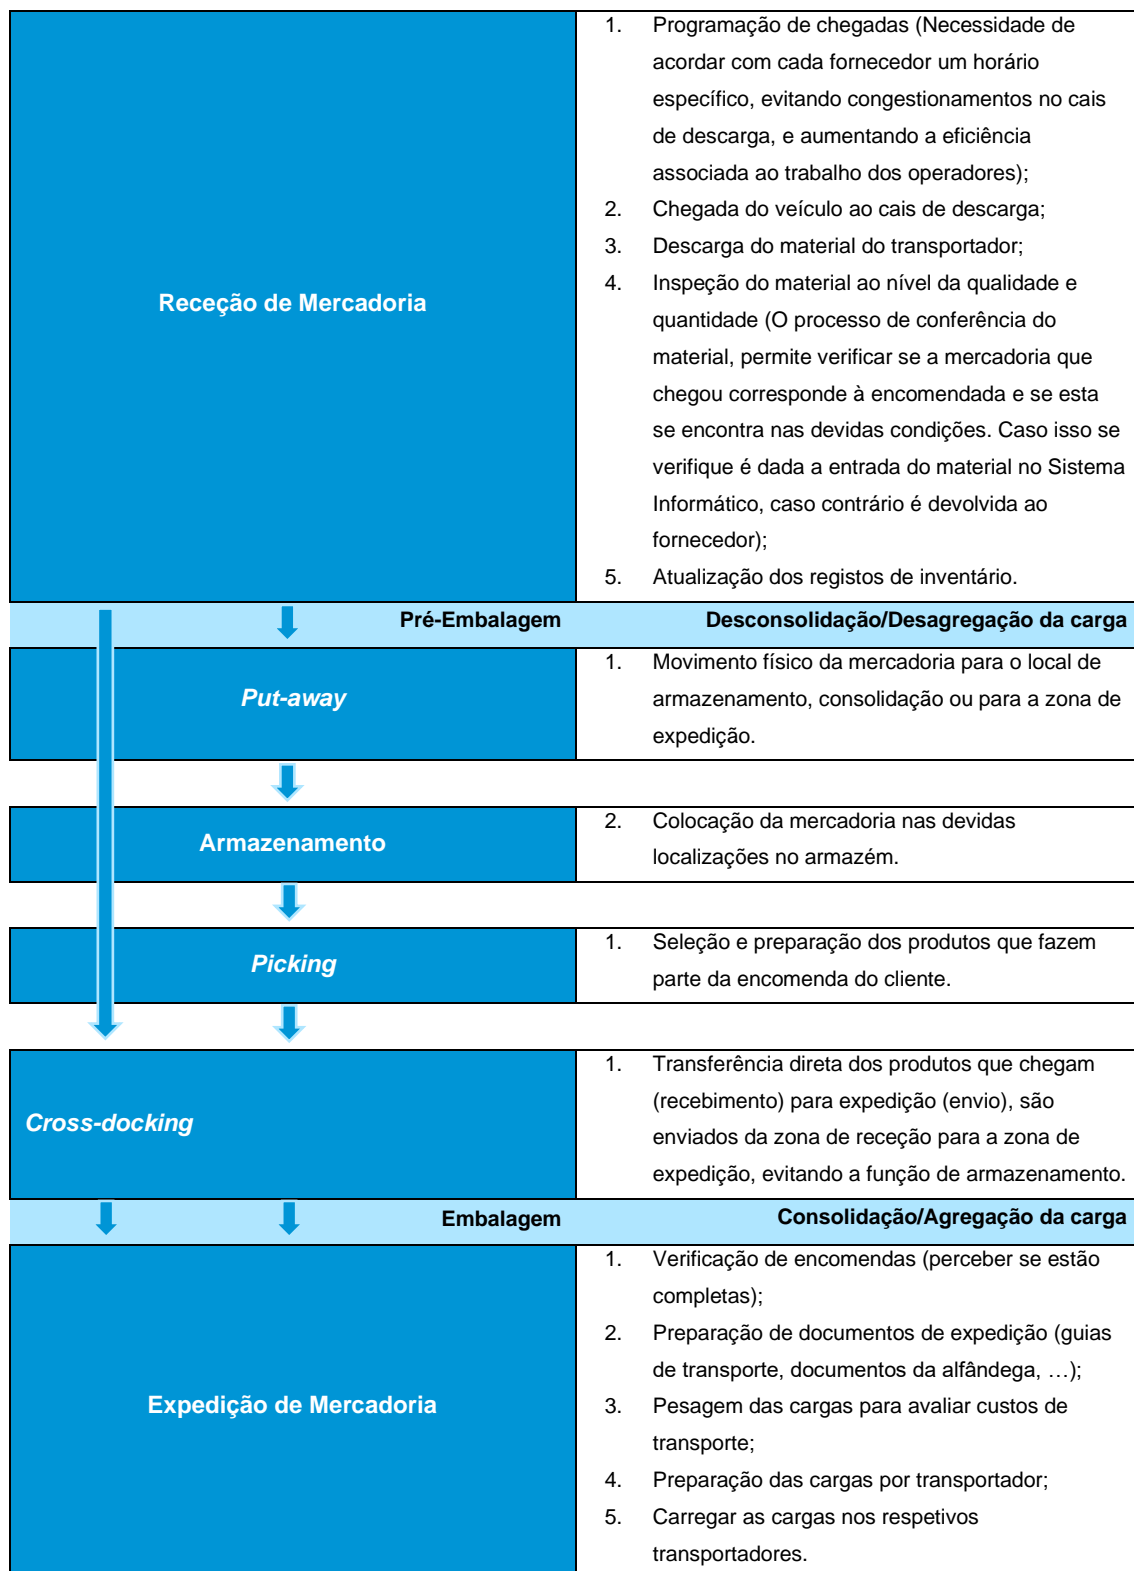 Receção de Mercadoria
1. Programação de chegadas (Necessidade de
acordar com cada fornecedor um horário
específico, evitando congestionamentos no cais
de descarga, e aumentando a eficiência
associada ao trabalho dos operadores);
2. Chegada do veículo ao cais de descarga;
3. Descarga do material do transportador;
4. Inspeção do material ao nível da qualidade e
quantidade (O processo de conferência do
material, permite verificar se a mercadoria que
chegou corresponde à encomendada e se esta
se encontra nas devidas condições. Caso isso se
verifique é dada a entrada do material no Sistema
Informático, caso contrário é devolvida ao
fornecedor);
5. Atualização dos registos de inventário.
Pré-Embalagem
Desconsolidação/Desagregação da carga
Put-away
1. Movimento físico da mercadoria para o local de
armazenamento, consolidação ou para a zona de
expedição.
Armazenamento
2. Colocação da mercadoria nas devidas
localizações no armazém.
Picking
1. Seleção e preparação dos produtos que fazem
parte da encomenda do cliente.
Cross-docking
1. Transferência direta dos produtos que chegam
(recebimento) para expedição (envio), são
enviados da zona de receção para a zona de
expedição, evitando a função de armazenamento.
Embalagem
Consolidação/Agregação da carga
Expedição de Mercadoria
1. Verificação de encomendas (perceber se estão
completas);
2. Preparação de documentos de expedição (guias
de transporte, documentos da alfândega, …);
3. Pesagem das cargas para avaliar custos de
transporte;
4. Preparação das cargas por transportador;
5. Carregar as cargas nos respetivos
transportadores.